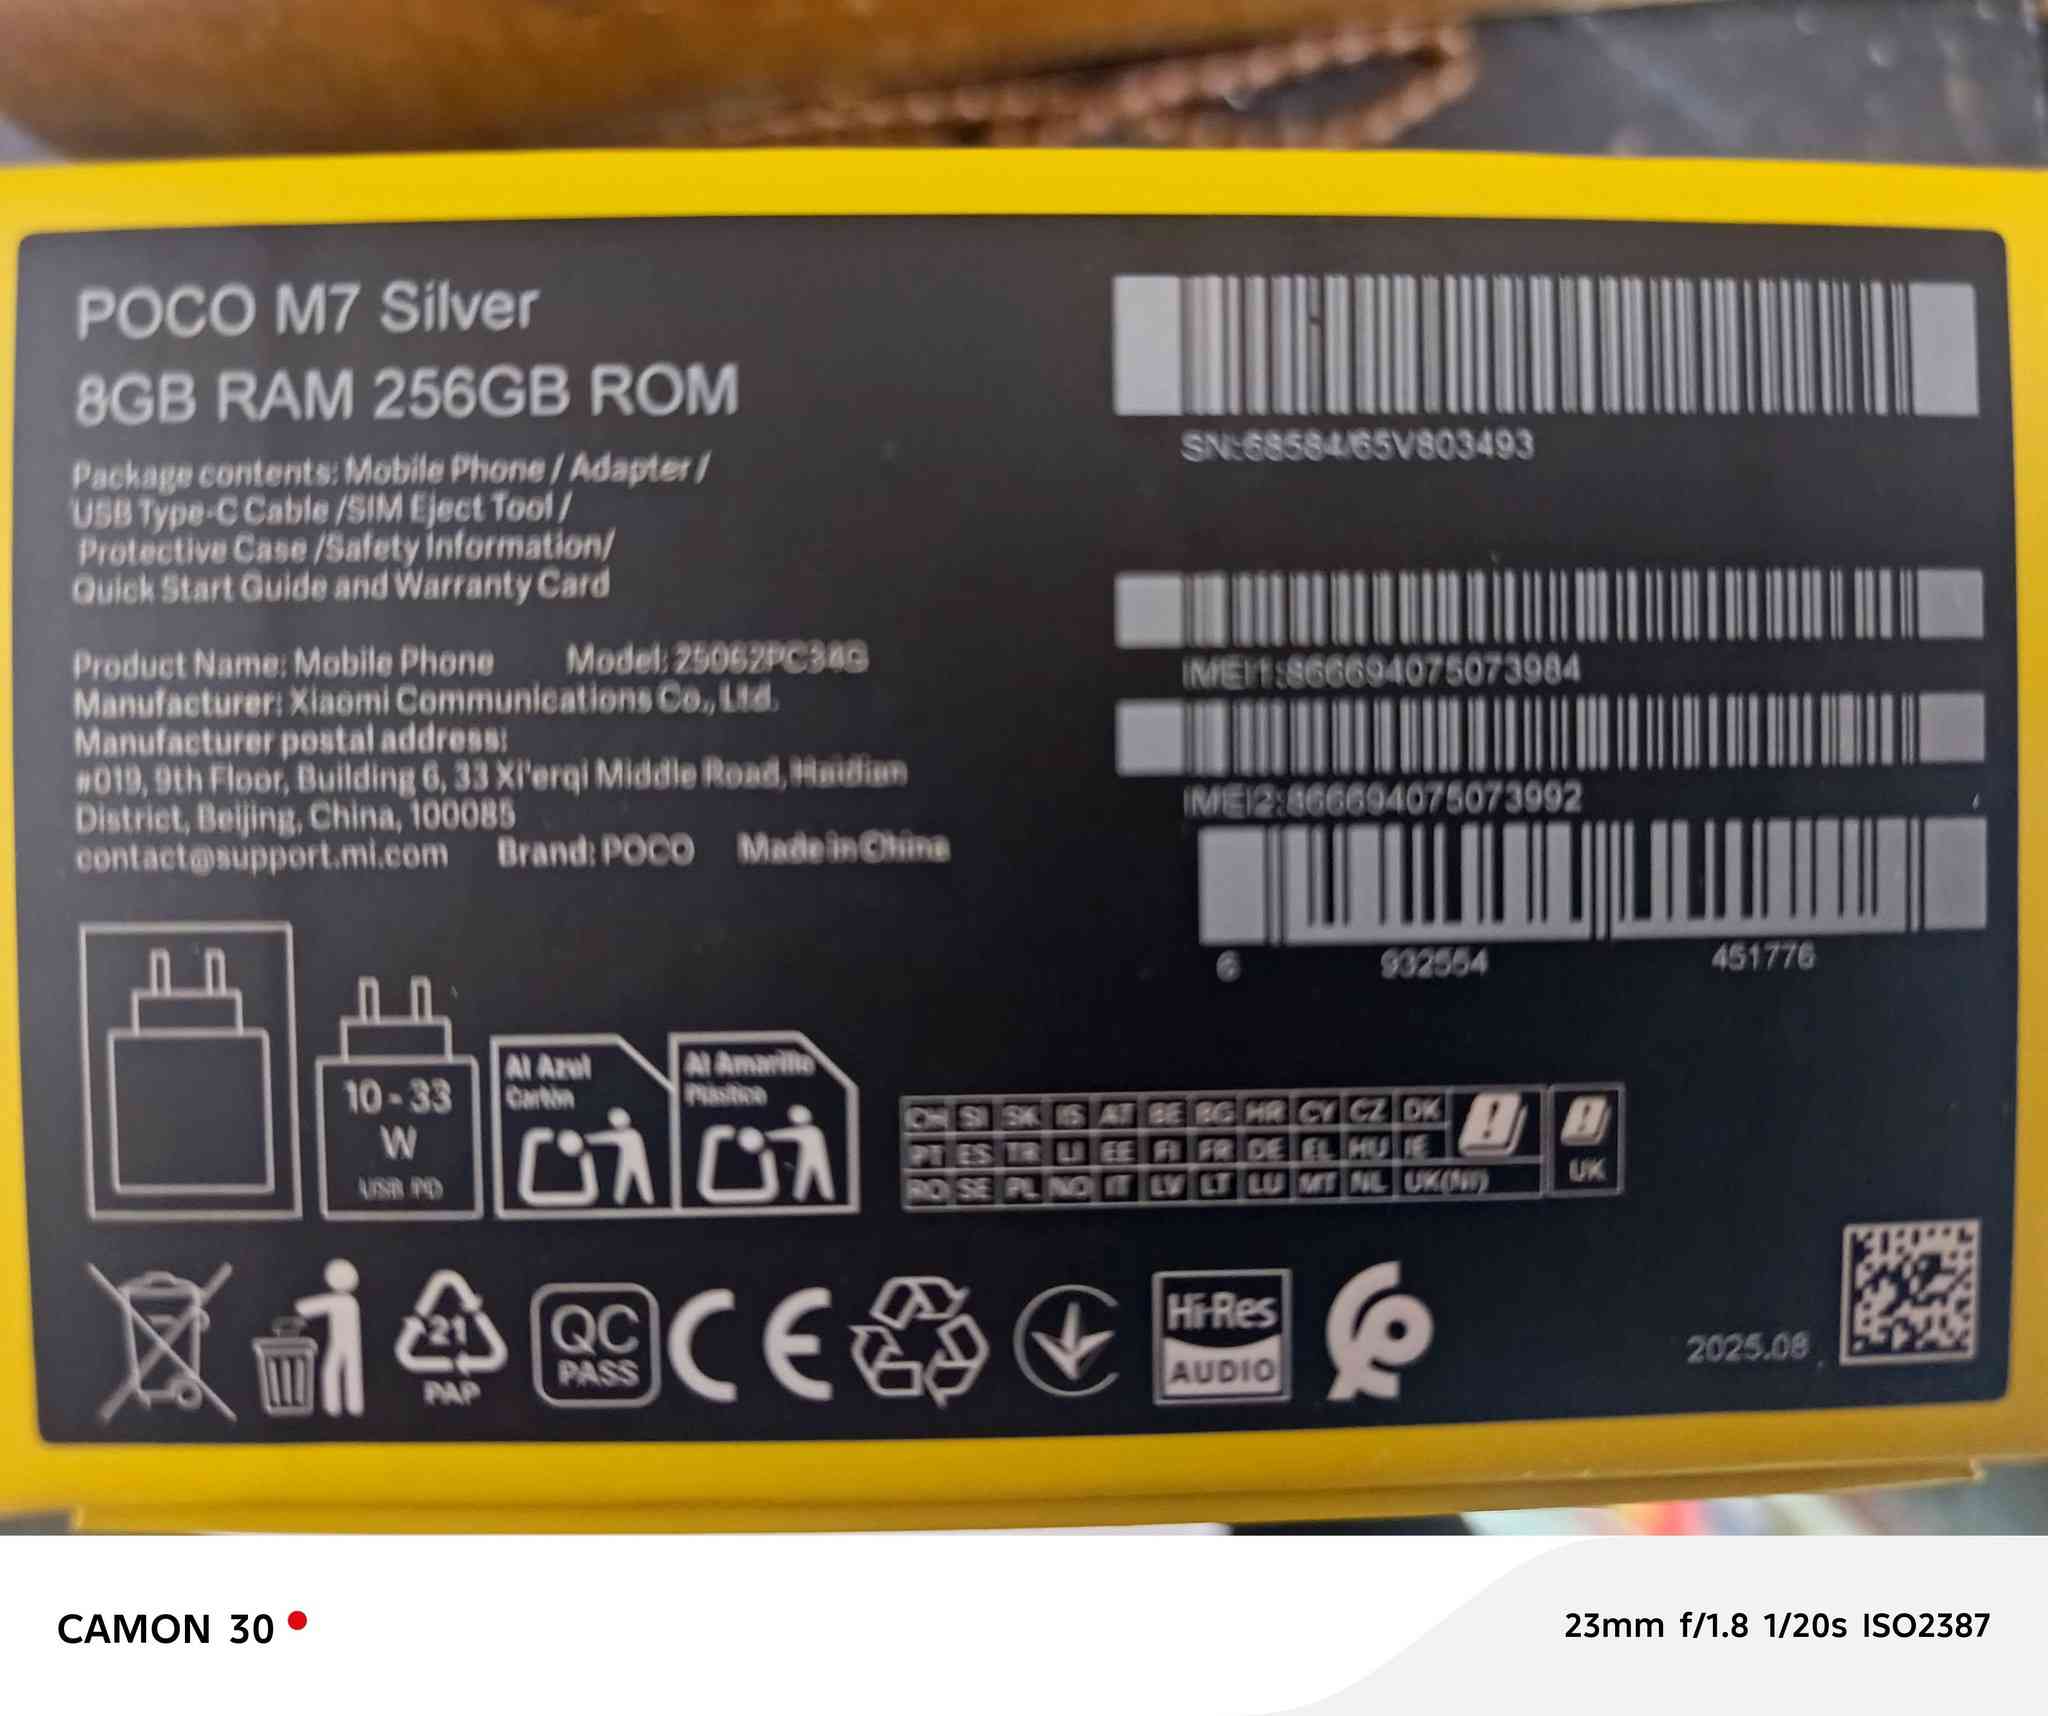 POCO M7 Silver
8GB RAM 256GB ROM
Package contents: Mobile Phone / Adapter /
USB Type-C Cable /SIM Eject Tool /
Protective Case /Safety Information/
Quick Start Guide and Warranty Card
Product Name: Mobile Phone Model: 25062PC34G
Manufacturer: Xiaomi Communications Co., Ltd.
Manufacturer postal address:
#019, 9th Floor, Building 6, 33 Xi'erqi Middle Road, Haidian
District, Beijing, China, 100085
contact@support.mi.com Brand: POCO Made in China
SN:68584/65V803493
IMEI1:866694075073984
IMEI2:866694075073992
6 932554 451776
10 - 33
W
USB PD
Al Azul
Cartón
Al Amarillo
Plástico
CH SI SK IS AT BE BG HR CY CZ DK
PT ES TR LI EE FI FR DE EL HU IE
RO SE PL NO IT LV LT LU MT NL UK(NI)
UK
21
PAP
QC
PASS
CE
Hi-Res
AUDIO
2025.08
CAMON 30
23mm f/1.8 1/20s ISO2387